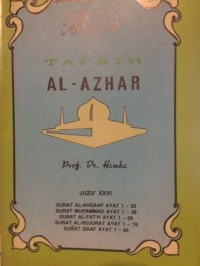 TAFSIR
AL-AZHAR
Prof. Dr. Hamka
JUZU' XXVI
SURAT AL-AHQAAF AYAT 1 - 35
SURAT MUHAMMAD AYAT 1 - 38
SURAT AL-FAT-H AYAT 1 - 29
SURAT AL-HUJURAT AYAT 1 - 18
SURAT QAAF AYAT 1 - 45